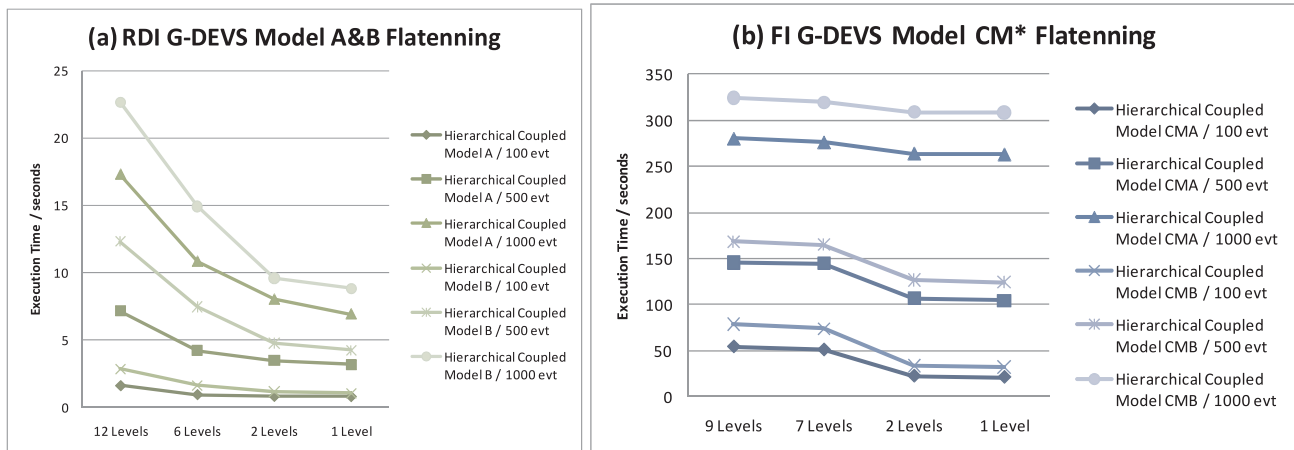 (a) RDI G-DEVS Model A&B Flatenning
Execution Time / seconds
25
20
15
10
5
0
12 Levels
6 Levels
2 Levels
1 Level
Hierarchical Coupled
Model A / 100 evt
Hierarchical Coupled
Model A / 500 evt
Hierarchical Coupled
Model A / 1000 evt
Hierarchical Coupled
Model B / 100 evt
Hierarchical Coupled
Model B / 500 evt
Hierarchical Coupled
Model B / 1000 evt
(b) FI G-DEVS Model CM* Flatenning
Execution Time / seconds
350
300
250
200
150
100
50
0
9 Levels
7 Levels
2 Levels
1 Level
Hierarchical Coupled
Model CMA / 100 evt
Hierarchical Coupled
Model CMA / 500 evt
Hierarchical Coupled
Model CMA / 1000 evt
Hierarchical Coupled
Model CMB / 100 evt
Hierarchical Coupled
Model CMB / 500 evt
Hierarchical Coupled
Model CMB / 1000 evt